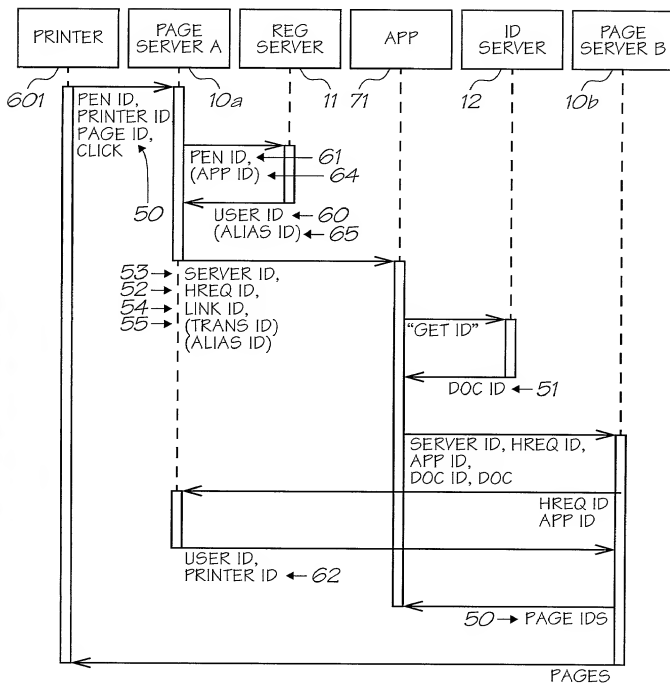 PRINTER
PAGE
SERVER A
REG
SERVER
APP
ID
SERVER
PAGE
SERVER B
601
10a
11
71
12
10b
PEN ID,
PRINTER ID,
PAGE ID,
CLICK
50
PEN ID, 61
(APP ID) 64
USER ID 60
(ALIAS ID) 65
53 SERVER ID,
52 HREQ ID,
54 LINK ID,
55 (TRANS ID)
(ALIAS ID)
"GET ID"
DOC ID 51
SERVER ID, HREQ ID,
APP ID,
DOC ID, DOC
HREQ ID
APP ID
USER ID,
PRINTER ID 62
50 PAGE IDS
PAGES